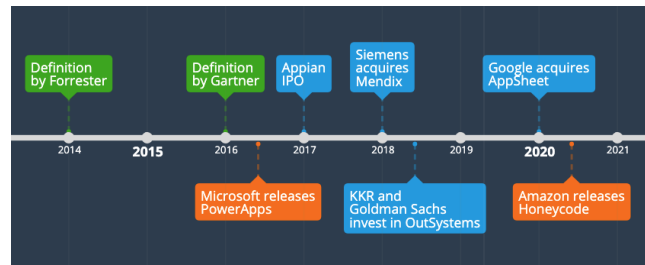 Definition
by Forrester
Definition
by Gartner
Appian
IPO
Siemens
acquires
Mendix
Google acquires
AppSheet
2014
2015
2016
2017
2018
2019
2020
2021
Microsoft releases
PowerApps
KKR and
Goldman Sachs
invest in OutSystems
Amazon releases
Honeycode